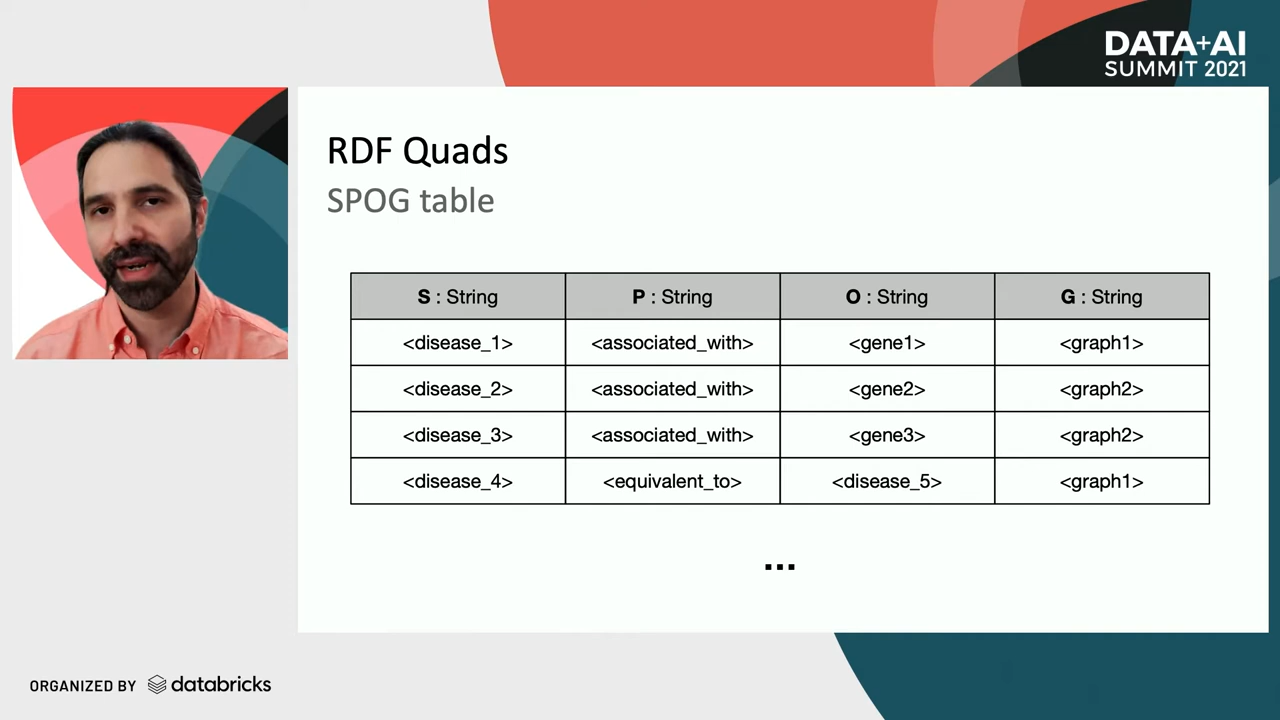 DATA+AI
SUMMIT 2021
RDF Quads
SPOG table
S : String P : String O : String G : String
<disease_1> <associated_with> <gene1> <graph1>
<disease_2> <associated_with> <gene2> <graph2>
<disease_3> <associated_with> <gene3> <graph2>
<disease_4> <equivalent_to> <disease_5> <graph1>
...
ORGANIZED BY databricks